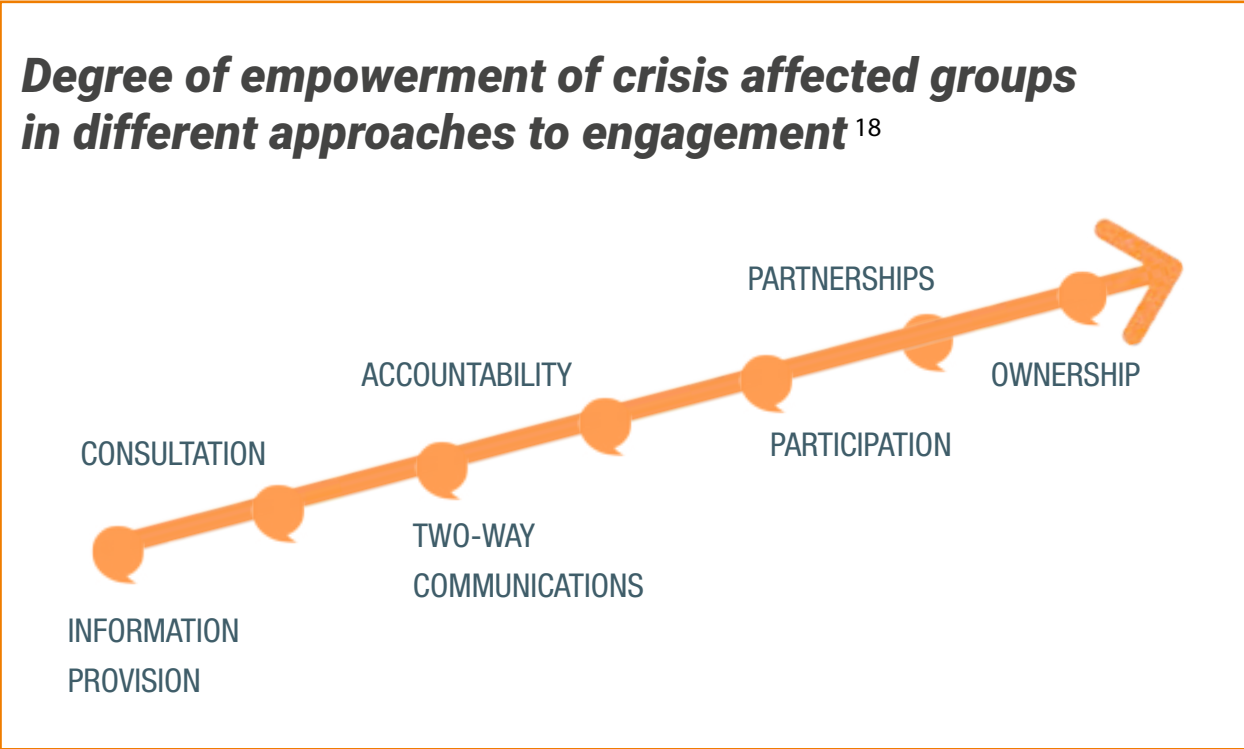 Degree of empowerment of crisis affected groups
in different approaches to engagement 18
PARTNERSHIPS
ACCOUNTABILITY
OWNERSHIP
CONSULTATION
PARTICIPATION
TWO-WAY
COMMUNICATIONS
INFORMATION
PROVISION